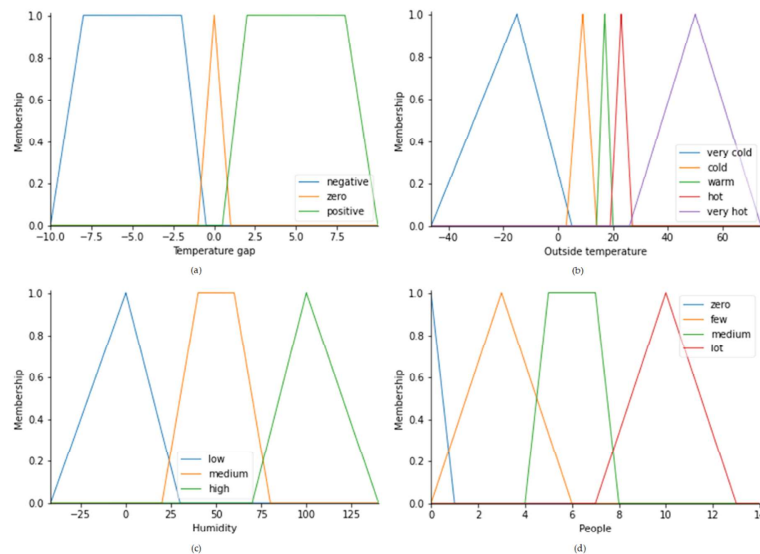 1.0
0.8
0.6
0.4
0.2
0.0
Membership
negative
zero
positive
-10.0 -7.5 -5.0 -2.5 0.0 2.5 5.0 7.5
Temperature gap
(a)
1.0
0.8
0.6
0.4
0.2
0.0
Membership
very cold
cold
warm
hot
very hot
-40 -20 0 20 40 60
Outside temperature
(b)
1.0
0.8
0.6
0.4
0.2
0.0
Membership
low
medium
high
-25 0 25 50 75 100 125
Humidity
(c)
1.0
0.8
0.6
0.4
0.2
0.0
Membership
zero
few
medium
lot
0 2 4 6 8 10 12 14
People
(d)